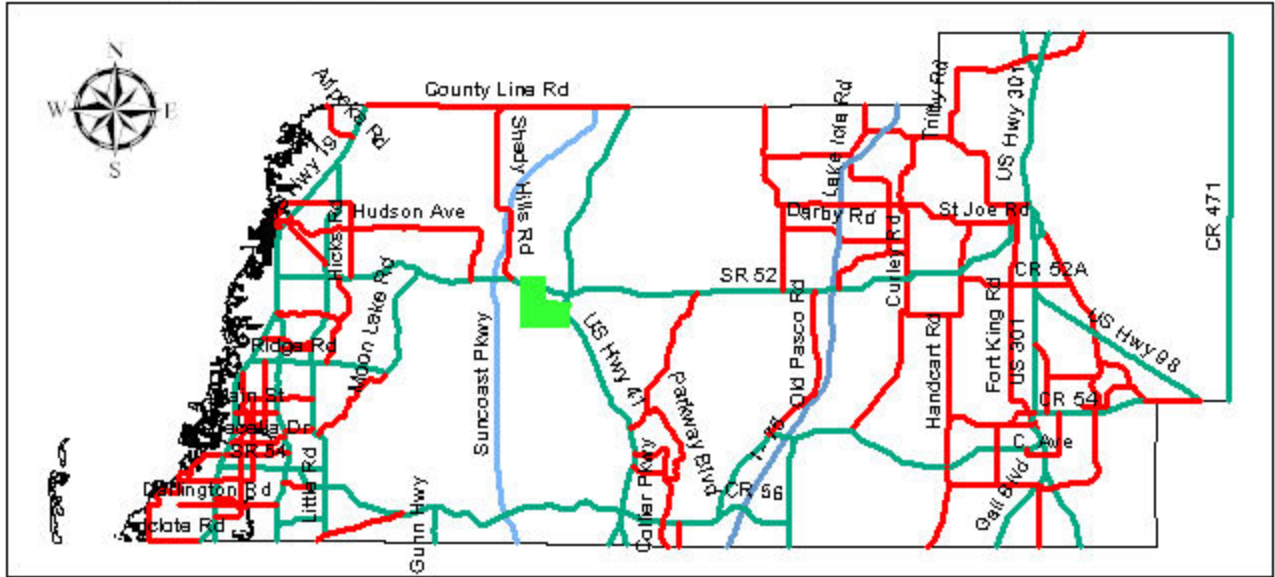 N
W
E
S
Aripeka Rd
County Line Rd
Hwy 19
Shady Hills Rd
Lake Iola Rd
Trilby Rd
US Hwy 301
CR 471
Hudson Ave
Hicks Rd
Darby Rd
St Joe Rd
Curley Rd
Moon Lake Rd
SR 52
CR 52A
Suncoast Pkwy
US Hwy 41
Old Pasco Rd
Handcart Rd
Fort King Rd
US 301
US Hwy 98
Ridge Rd
Main St
Parkway Blvd
CR 54
SR 54
I-75
C Ave
Little Rd
Darlington Rd
CR 56
Gall Blvd
Gunn Hwy
Collier Pkwy